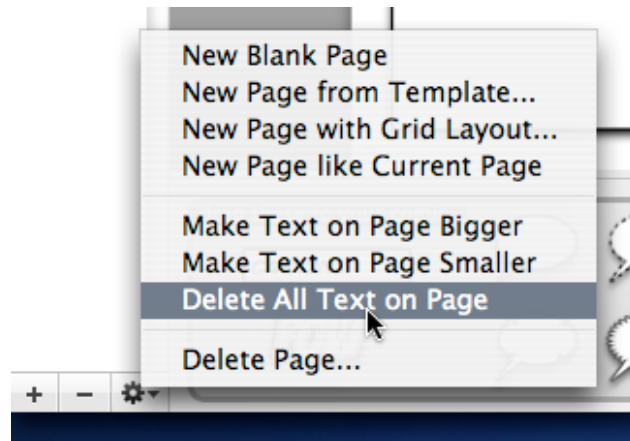 New Blank Page
New Page from Template...
New Page with Grid Layout...
New Page like Current Page
Make Text on Page Bigger
Make Text on Page Smaller
Delete All Text on Page
Delete Page...